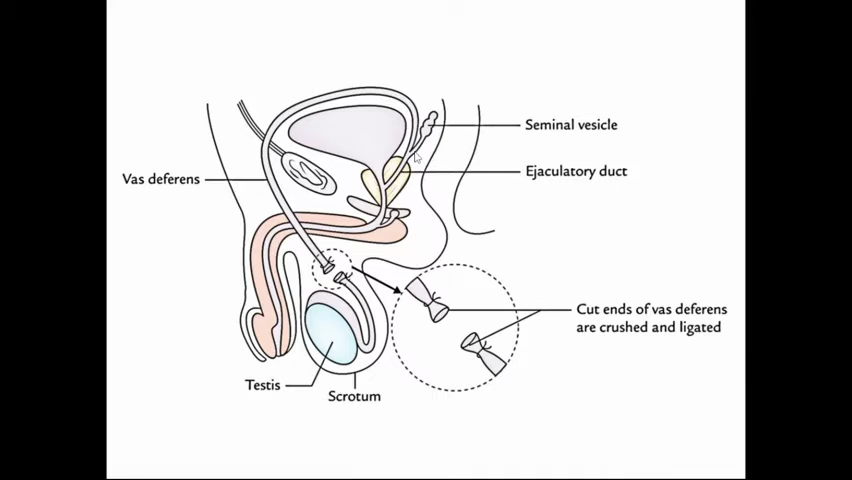 Seminal vesicle
Ejaculatory duct
Vas deferens
Cut ends of vas deferens
are crushed and ligated
Testis
Scrotum